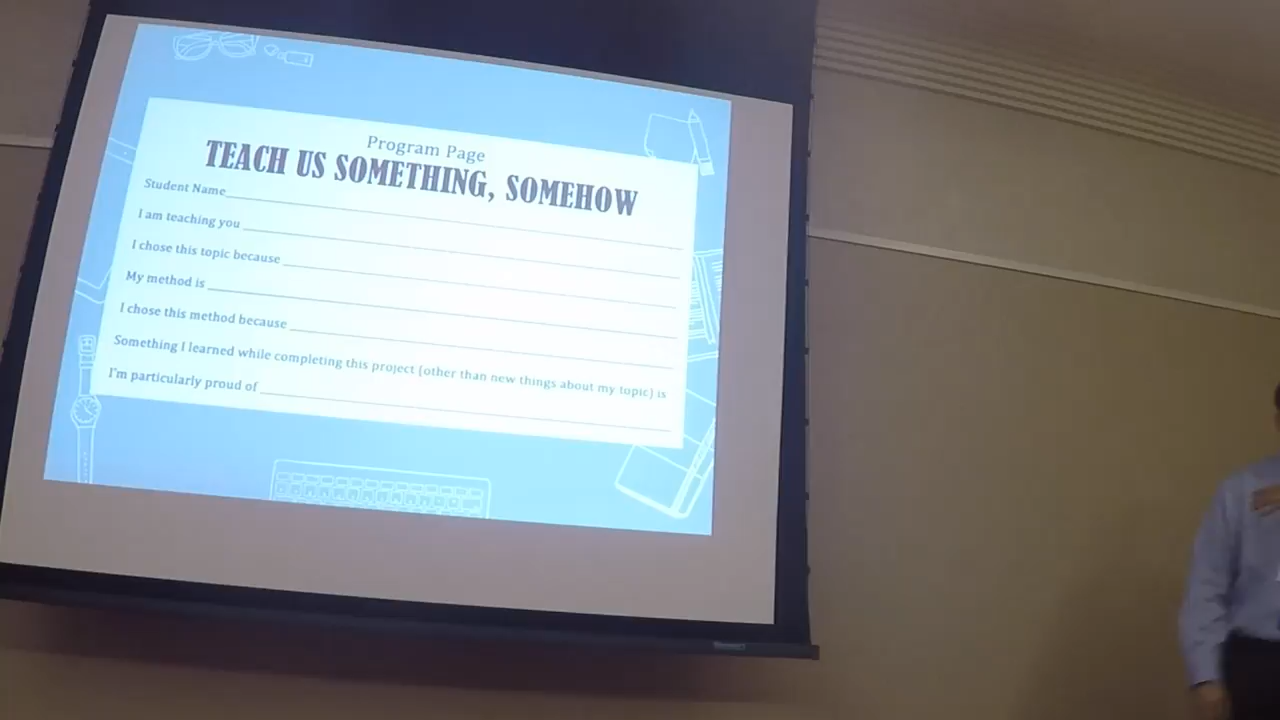 Program Page
TEACH US SOMETHING, SOMEHOW
Student Name
I am teaching you
I chose this topic because
My method is
I chose this method because
Something I learned while completing this project (other than new things about my topic) is
I'm particularly proud of